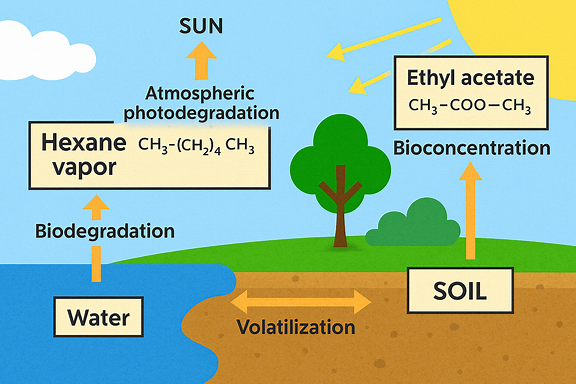 SUN
Atmospheric
photodegradation
Hexane
vapor
CH₃-(CH₂)₄ CH₃
Biodegradation
Water
Ethyl acetate
CH₃-COO-CH₃
Bioconcentration
SOIL
Volatilization